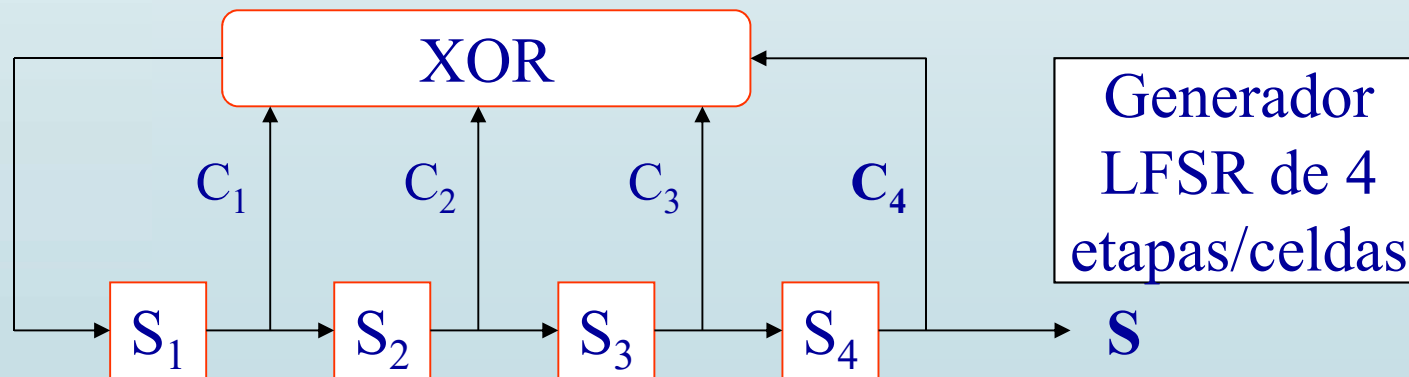 XOR
Generador
LFSR de 4
etapas/celdas
C₁ C₂ C₃ C₄
S₁ S₂ S₃ S₄ S